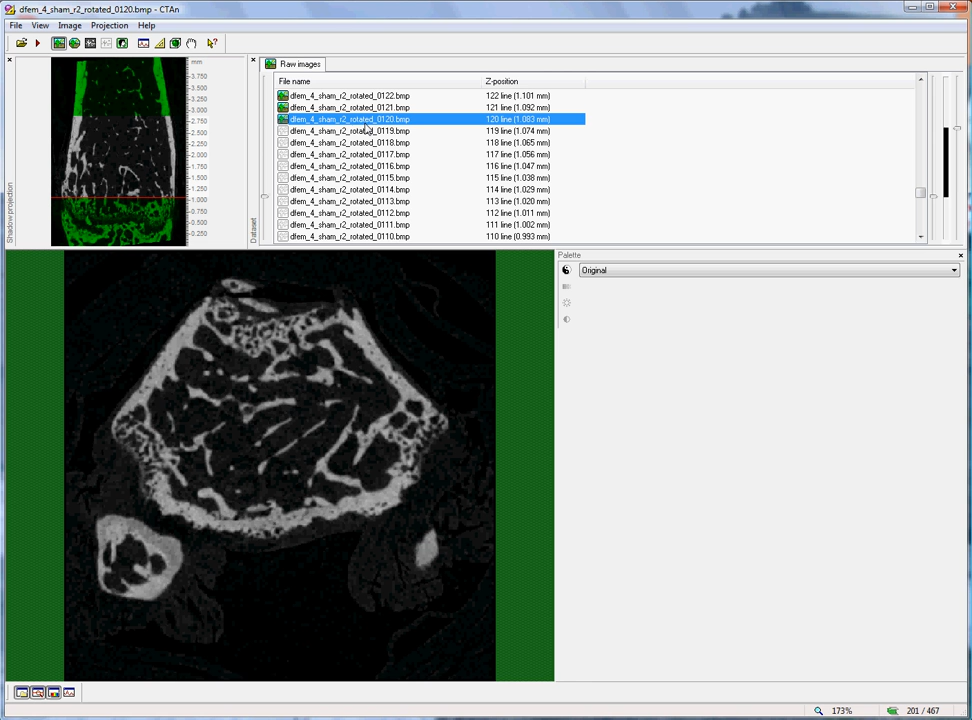 dfem_4_sham_r2_rotated_0120.bmp - CTAn
File View Image Projection Help
Shadow projection
mm
3.750
3.500
3.250
3.000
2.750
2.500
2.250
2.000
1.750
1.500
1.250
1.000
0.750
0.500
0.250
Dataset
Raw images
File name Z-position
dfem_4_sham_r2_rotated_0122.bmp 122 line (1.101 mm)
dfem_4_sham_r2_rotated_0121.bmp 121 line (1.092 mm)
dfem_4_sham_r2_rotated_0120.bmp 120 line (1.083 mm)
dfem_4_sham_r2_rotated_0119.bmp 119 line (1.074 mm)
dfem_4_sham_r2_rotated_0118.bmp 118 line (1.065 mm)
dfem_4_sham_r2_rotated_0117.bmp 117 line (1.056 mm)
dfem_4_sham_r2_rotated_0116.bmp 116 line (1.047 mm)
dfem_4_sham_r2_rotated_0115.bmp 115 line (1.038 mm)
dfem_4_sham_r2_rotated_0114.bmp 114 line (1.029 mm)
dfem_4_sham_r2_rotated_0113.bmp 113 line (1.020 mm)
dfem_4_sham_r2_rotated_0112.bmp 112 line (1.011 mm)
dfem_4_sham_r2_rotated_0111.bmp 111 line (1.002 mm)
dfem_4_sham_r2_rotated_0110.bmp 110 line (0.993 mm)
Palette
Original
173% 201 / 467